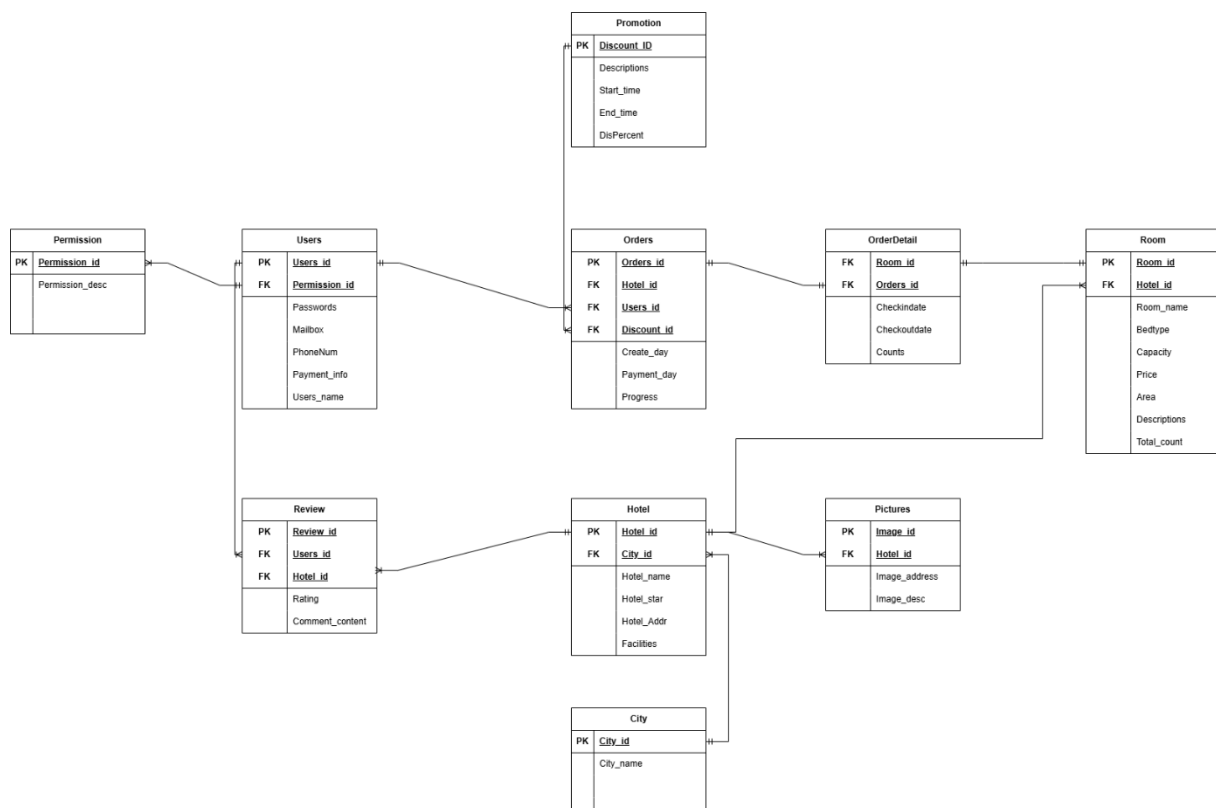 Promotion
PK Discount_ID
Descriptions
Start_time
End_time
DisPercent
Permission
PK Permission_id
Permission_desc
Users
PK Users_id
FK Permission_id
Passwords
Mailbox
PhoneNum
Payment_info
Users_name
Orders
PK Orders_id
FK Hotel_id
FK Users_id
FK Discount_id
Create_day
Payment_day
Progress
OrderDetail
FK Room_id
FK Orders_id
Checkindate
Checkoutdate
Counts
Room
PK Room_id
FK Hotel_id
Room_name
Bedtype
Capacity
Price
Area
Descriptions
Total_count
Review
PK Review_id
FK Users_id
FK Hotel_id
Rating
Comment_content
Hotel
PK Hotel_id
FK City_id
Hotel_name
Hotel_star
Hotel_Addr
Facilities
Pictures
PK Image_id
FK Hotel_id
Image_address
Image_desc
City
PK City_id
City_name